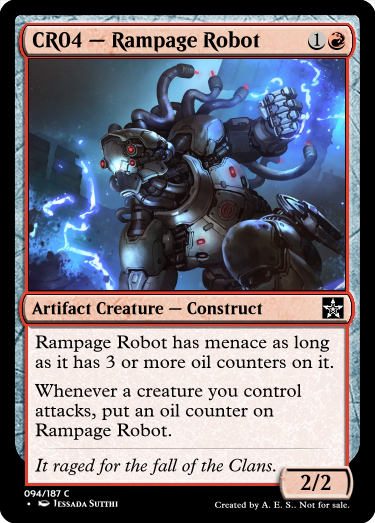 CR04 — Rampage Robot 1
Artifact Creature — Construct
Rampage Robot has menace as long
as it has 3 or more oil counters on it.
Whenever a creature you control
attacks, put an oil counter on
Rampage Robot.
It raged for the fall of the Clans.
2/2
094/187 C
• Jessada Sutthi
Created by A. E. S.. Not for sale.